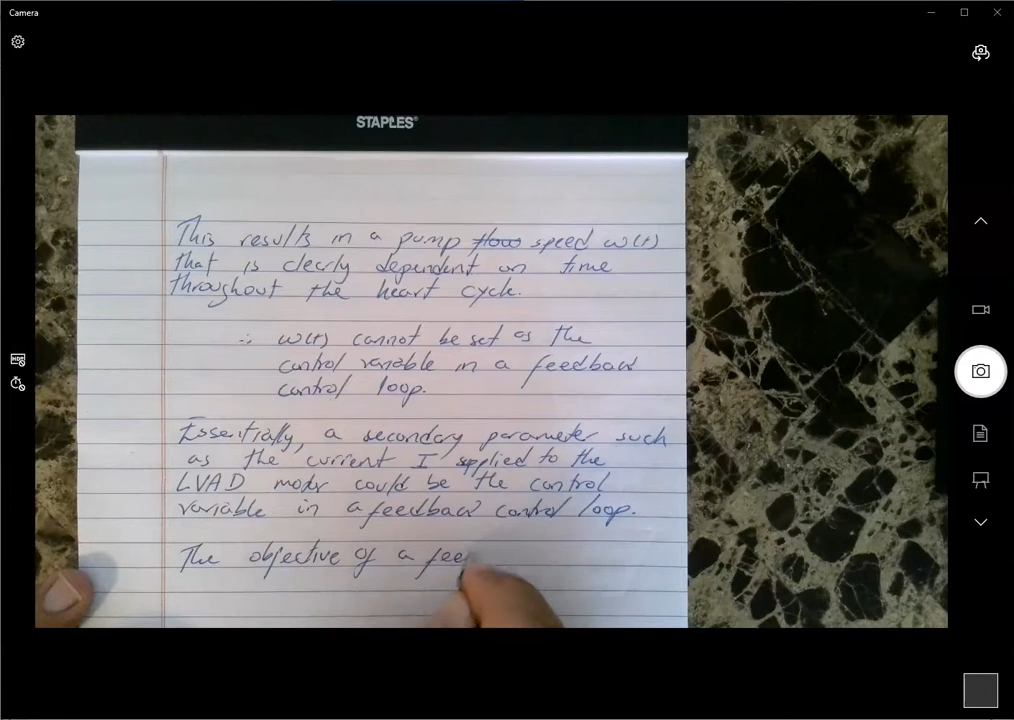 Camera
STAPLES
This results in a pump flow speed ω(t)
that is clearly dependent on time
throughout the heart cycle.
∴ ω(t) cannot be set as the
control variable in a feedback
control loop.
Essentially, a secondary parameter such
as the current I applied to the
LVAD motor could be the control
variable in a feedback control loop.
The objective of a fee